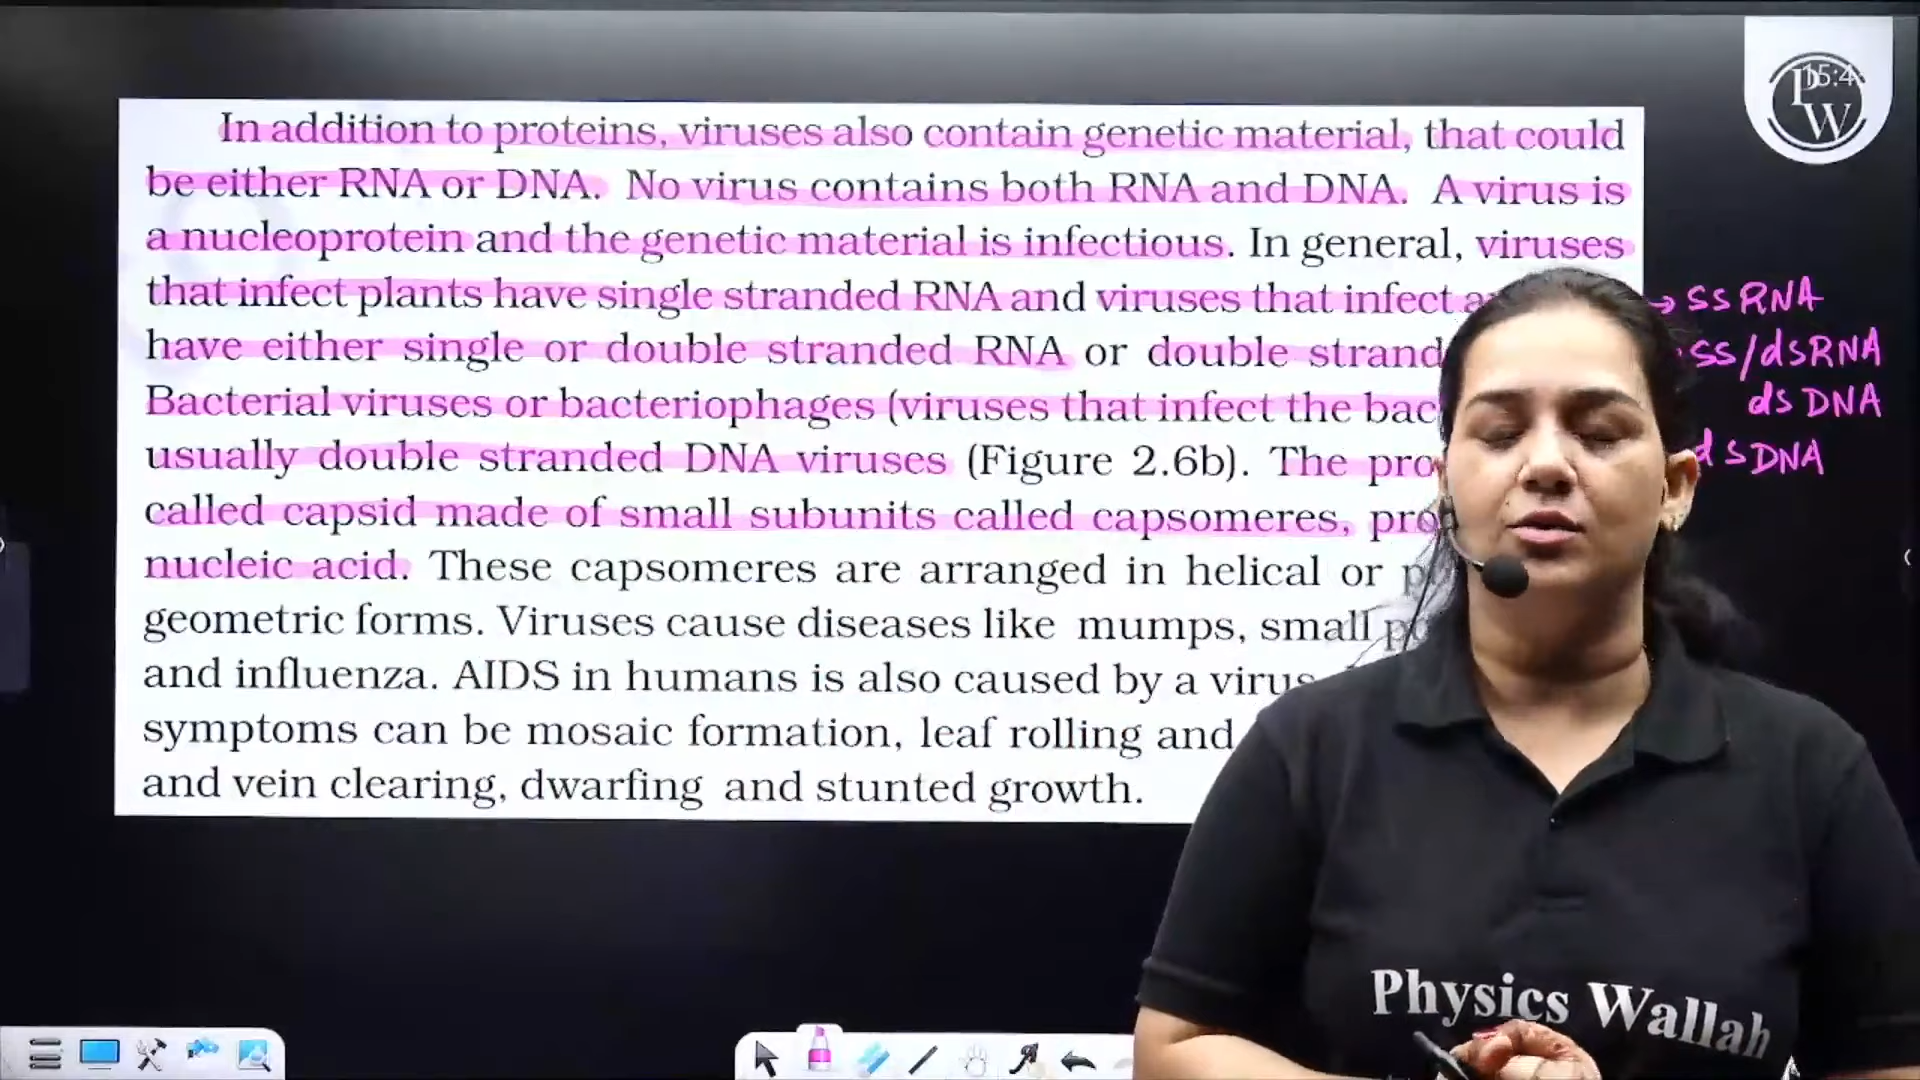 In addition to proteins, viruses also contain genetic material, that could
be either RNA or DNA. No virus contains both RNA and DNA. A virus is
a nucleoprotein and the genetic material is infectious. In general, viruses
that infect plants have single stranded RNA and viruses that infect
have either single or double stranded RNA or double
Bacterial viruses or bacteriophages (viruses that infect the
usually double stranded DNA viruses (Figure 2.6b). The
called capsid made of small subunits called capsomeres,
nucleic acid. These capsomeres are arranged in helical or
geometric forms. Viruses cause diseases like mumps, small
and influenza. AIDS in humans is also caused by a virus
symptoms can be mosaic formation, leaf rolling and
and vein clearing, dwarfing and stunted growth.
→ ssRNA
ss/dsRNA
dsDNA
dsDNA
PW
15:4
Physics Wallah